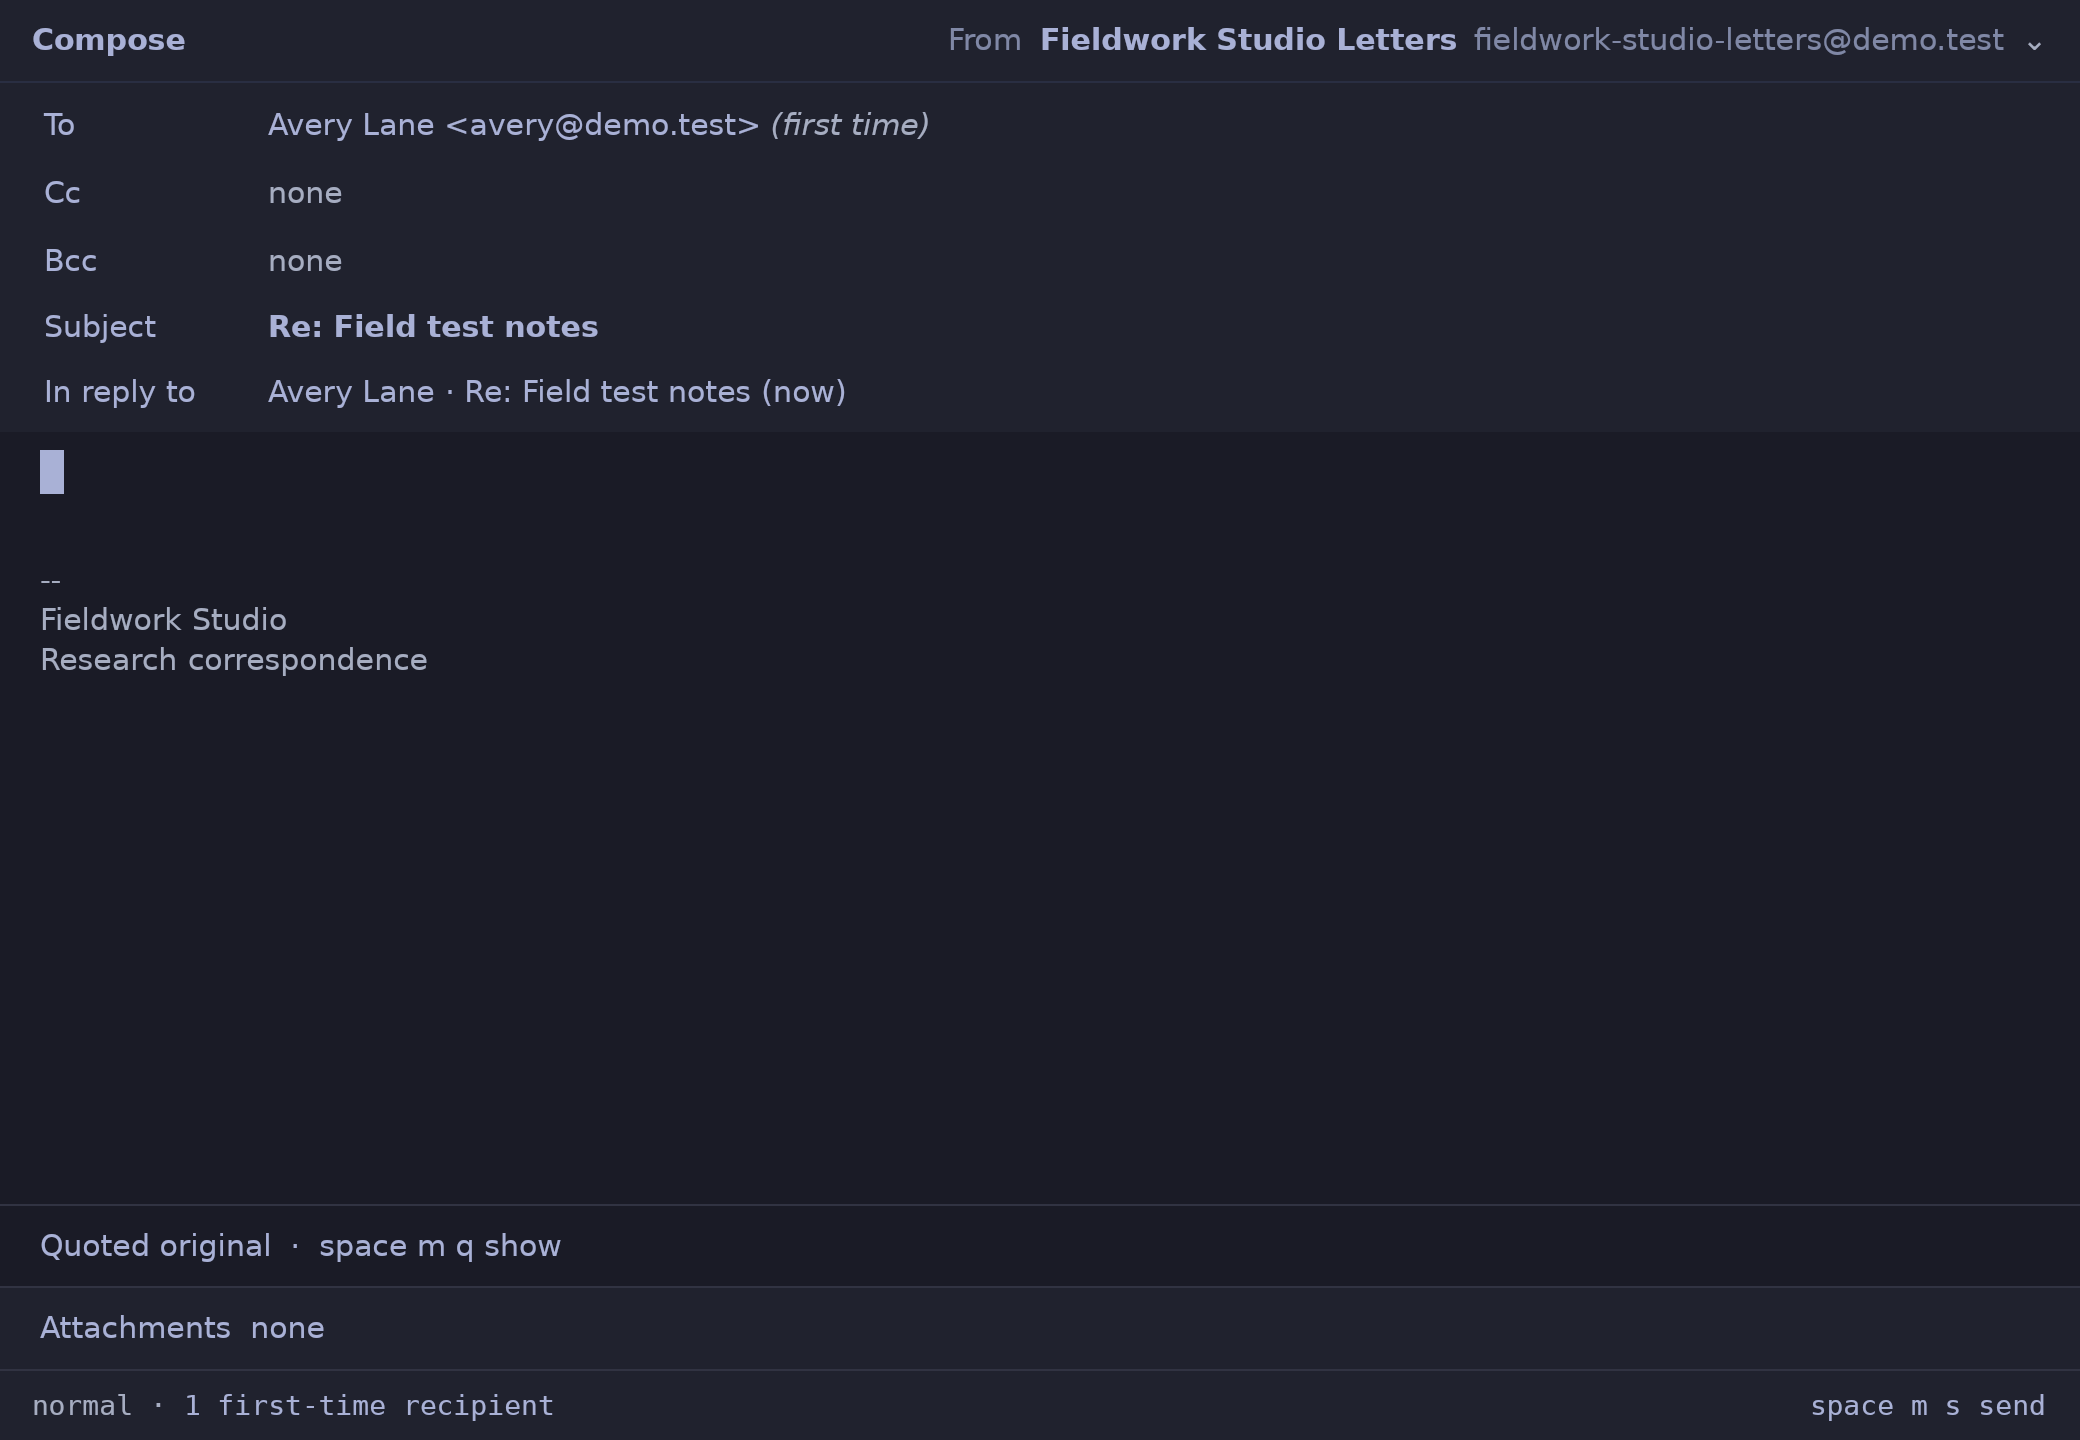 Compose
From Fieldwork Studio Letters fieldwork-studio-letters@demo.test
To Avery Lane <avery@demo.test> (first time)
Cc none
Bcc none
Subject Re: Field test notes
In reply to Avery Lane · Re: Field test notes (now)
--
Fieldwork Studio
Research correspondence
Quoted original · space m q show
Attachments none
normal · 1 first-time recipient
space m s send